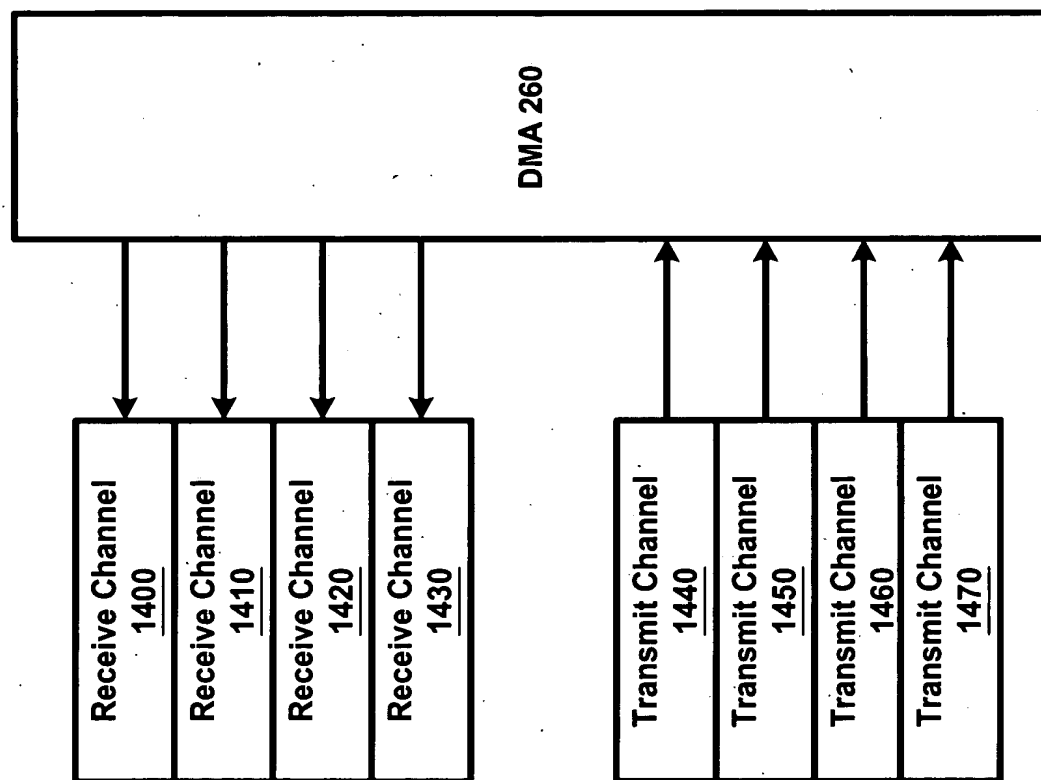 DMA 260
Receive Channel
1400
Receive Channel
1410
Receive Channel
1420
Receive Channel
1430
Transmit Channel
1440
Transmit Channel
1450
Transmit Channel
1460
Transmit Channel
1470